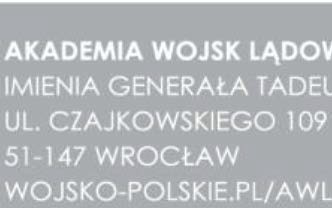 AKADEMIA WOJSK LĄDOW
IMIENIA GENERAŁA TADEU
UL. CZAJKOWSKIEGO 109
51-147 WROCŁAW
WOJSKO-POLSKIE.PL/AWL